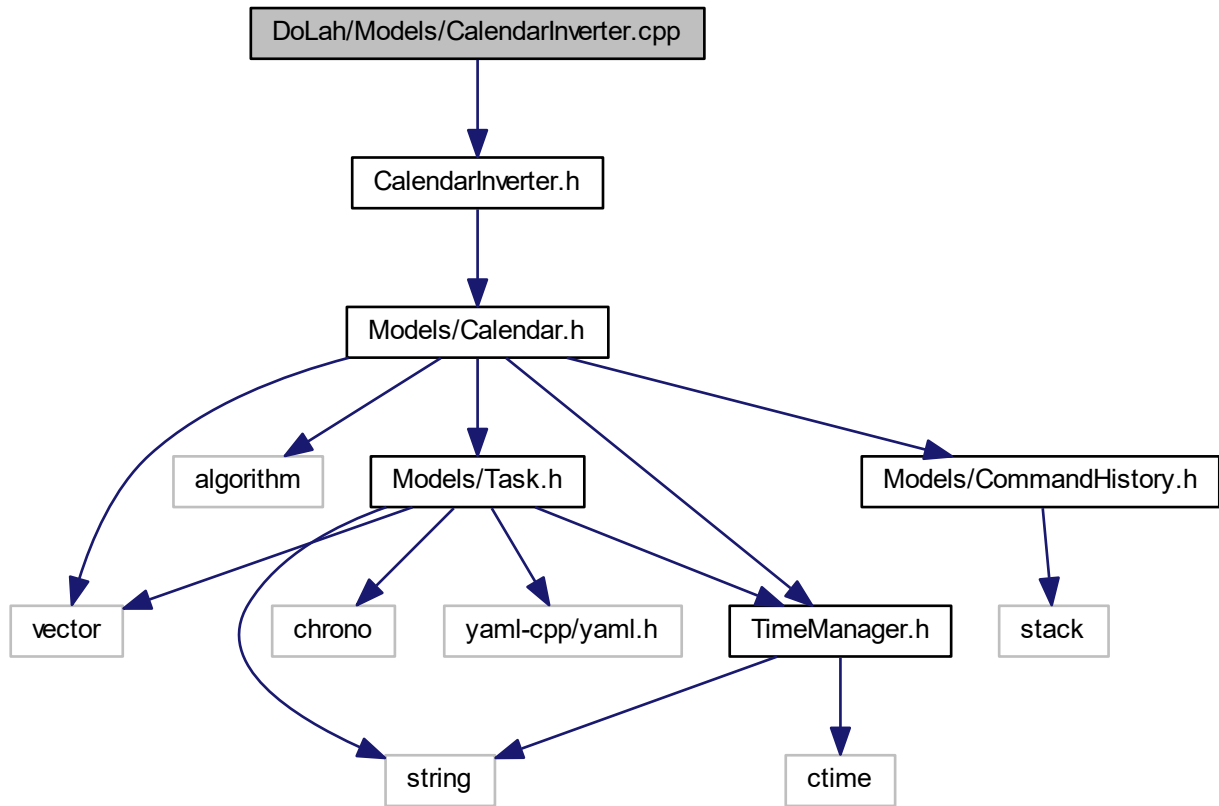 DoLah/Models/CalendarInverter.cpp
CalendarInverter.h
Models/Calendar.h
algorithm
Models/Task.h
Models/CommandHistory.h
vector
chrono
yaml-cpp/yaml.h
TimeManager.h
stack
string
ctime